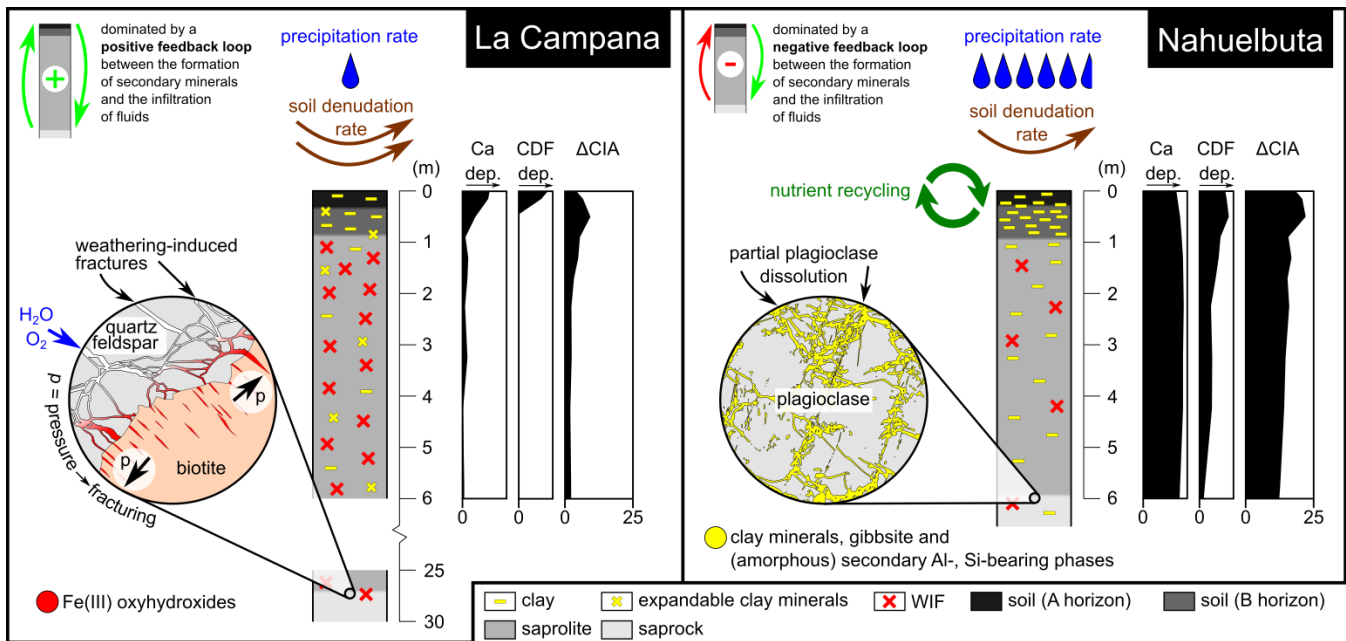 dominated by a
positive feedback loop
between the formation
of secondary minerals
and the infiltration
of fluids
+
precipitation rate
soil denudation
rate
La Campana
(m)
Ca
dep.
CDF
dep.
ΔCIA
0
1
2
3
4
5
6
25
30
0
0
0
25
weathering-induced
fractures
H2O
O2
quartz
feldspar
p
p
biotite
p = pressure → fracturing
Fe(III) oxyhydroxides
dominated by a
negative feedback loop
between the formation
of secondary minerals
and the infiltration
of fluids
-
precipitation rate
soil denudation
rate
Nahuelbuta
nutrient recycling
(m)
Ca
dep.
CDF
dep.
ΔCIA
0
1
2
3
4
5
6
0
0
0
25
partial plagioclase
dissolution
plagioclase
clay minerals, gibbsite and
(amorphous) secondary Al-, Si-bearing phases
clay
expandable clay minerals
WIF
soil (A horizon)
soil (B horizon)
saprolite
saprock